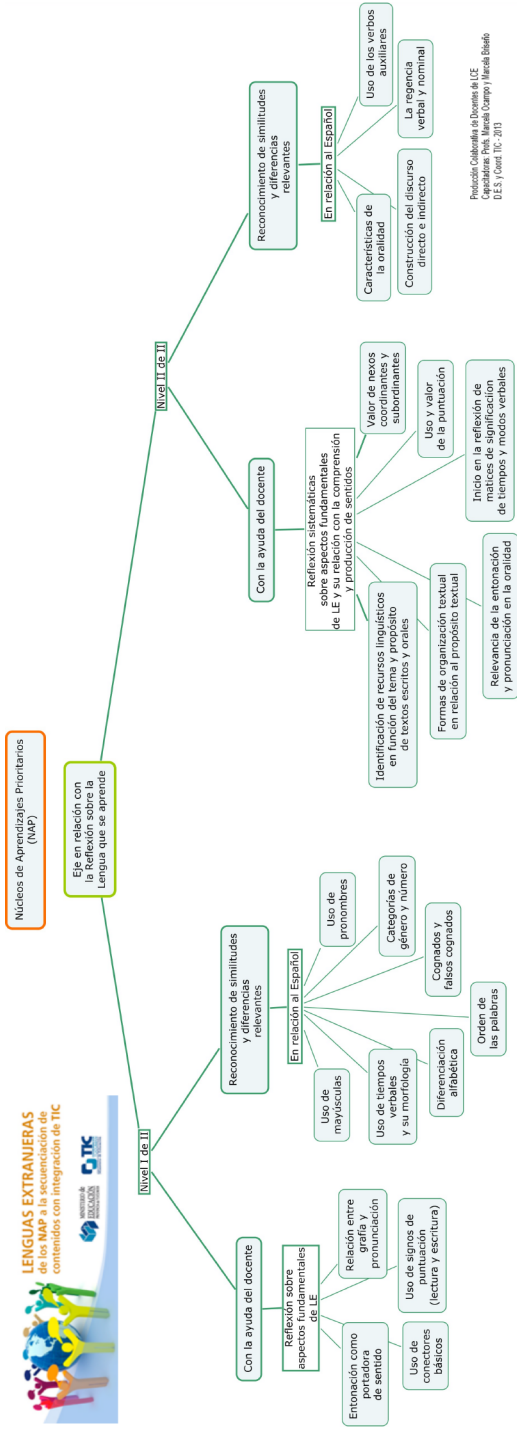 LENGUAS EXTRANJERAS
de los NAP a la secuenciación de
contenidos con integración de TIC
MINISTERIO de
EDUCACIÓN
TIC
Núcleos de Aprendizajes Prioritarios
(NAP)
Eje en relación con
la Reflexión sobre la
Lengua que se aprende
Nivel I de II
Con la ayuda del docente
Reflexión sobre
aspectos fundamentales
de LE
Entonación como
portadora
de sentido
Relación entre
grafía y
pronunciación
Uso de
conectores
básicos
Uso de signos de
puntuación
(lectura y escritura)
Reconocimiento de similitudes
y diferencias
relevantes
En relación al Español
Uso de
mayúsculas
Uso de
pronombres
Uso de tiempos
verbales
y su morfología
Categorías de
género y número
Diferenciación
alfabética
Cognados y
falsos cognados
Orden de
las palabras
Nivel II de II
Con la ayuda del docente
Reflexión sistemáticas
sobre aspectos fundamentales
de LE y su relación con la comprensión
y producción de sentidos
Identificación de recursos linguísticos
en función del tema y propósito
de textos escritos y orales
Valor de nexos
coordinantes y
subordinantes
Formas de organización textual
en relación al propósito textual
Uso y valor
de la puntuación
Relevancia de la entonación
y pronunciación en la oralidad
Inicio en la reflexión de
matices de significaciion
de tiempos y modos verbales
Reconocimiento de similitudes
y diferencias
relevantes
En relación al Español
Características de
la oralidad
Uso de los verbos
auxiliares
Construcción del discurso
directo e indirecto
La regencia
verbal y nominal
Producción Colaborativa de Docentes de LCE
Capacitadoras: Profs. Marcela Ocampo y Marcela Briseño
D.E.S. y Coord. TIC - 2013